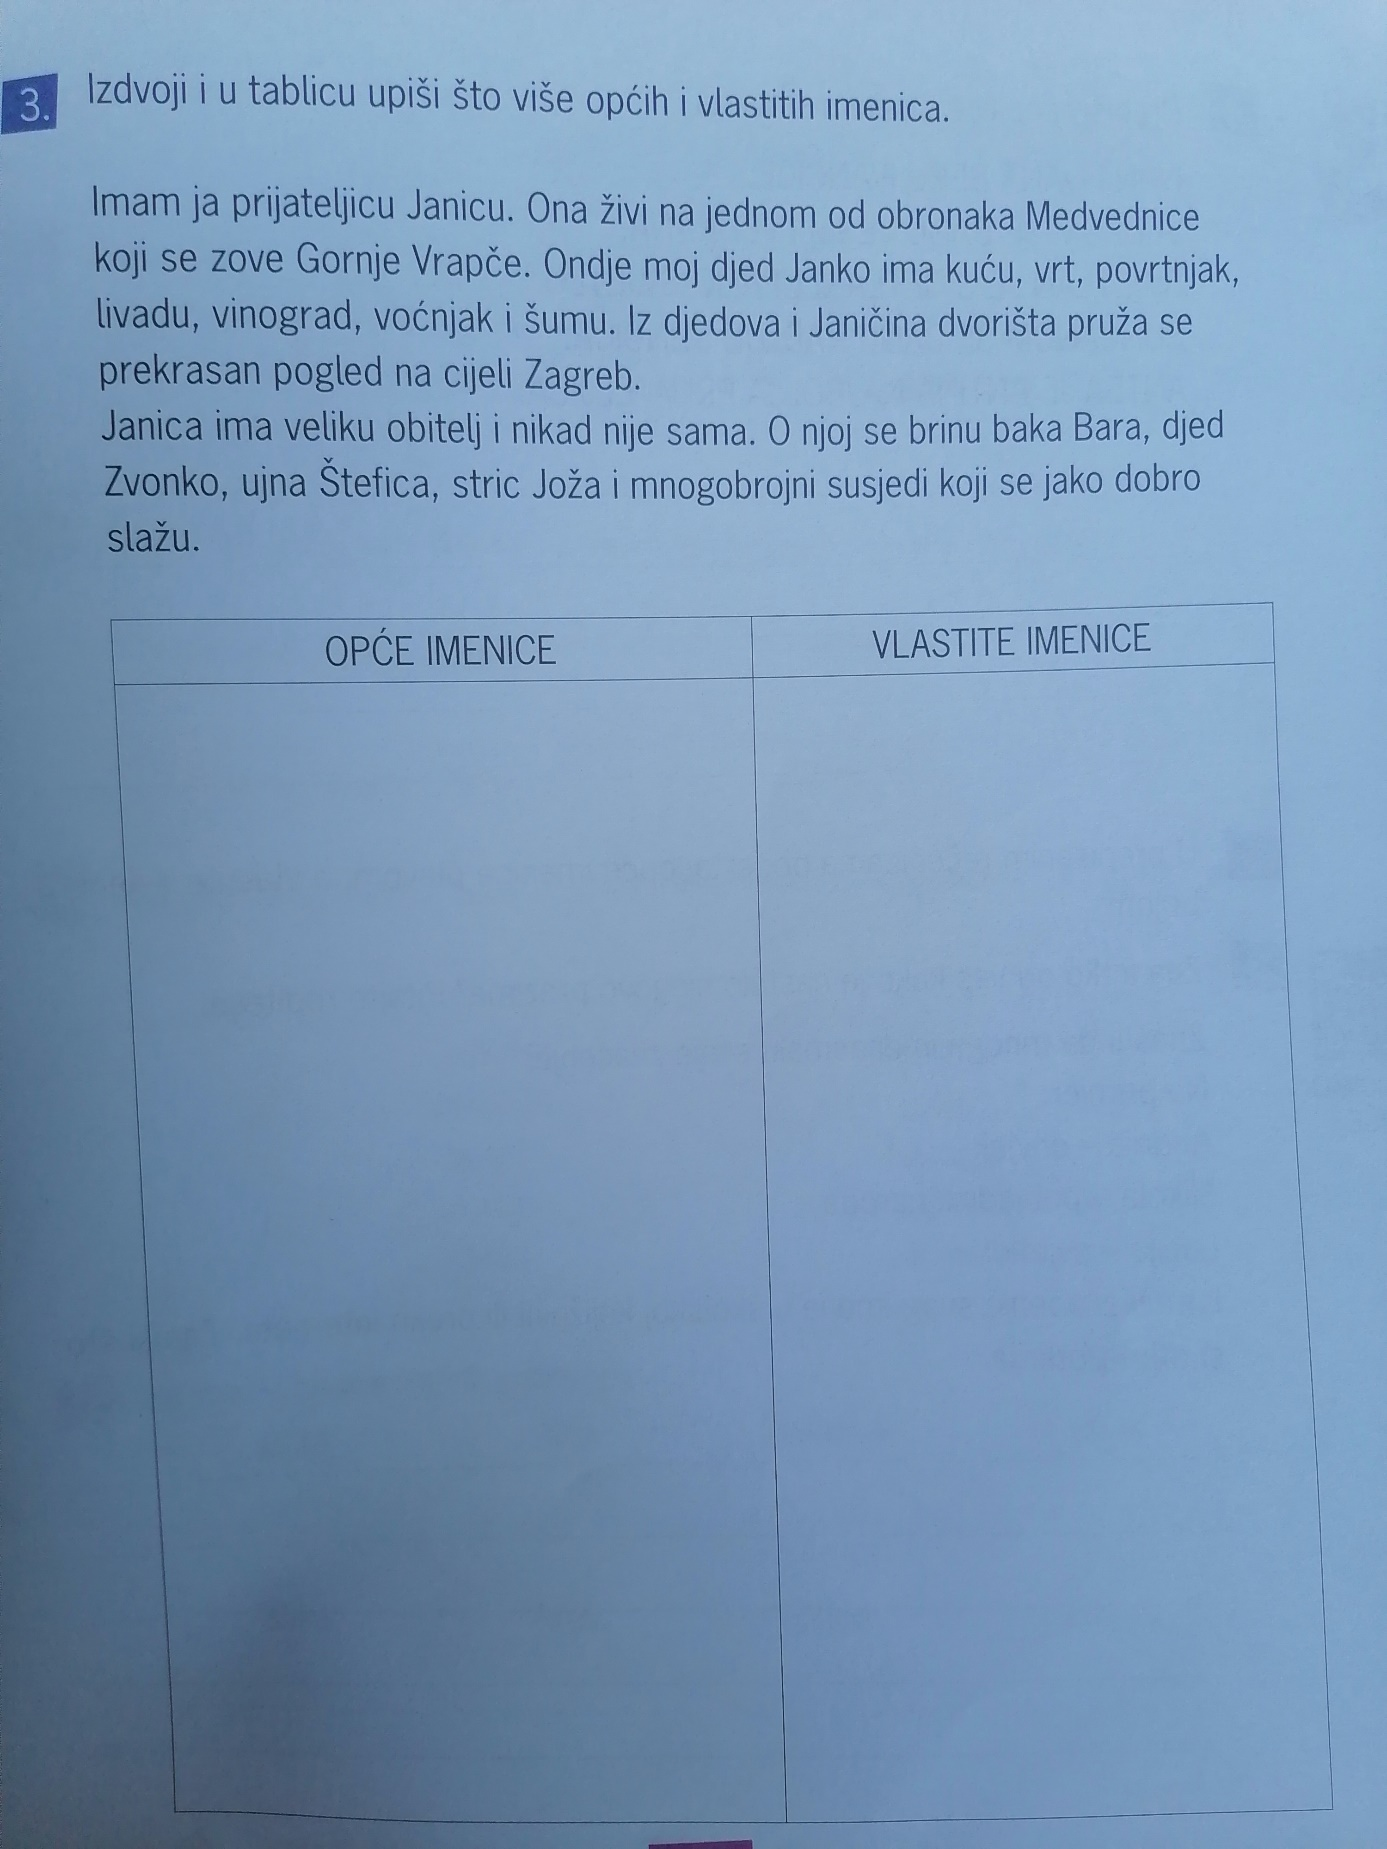 3. Izdvoji i u tablicu upiši što više općih i vlastitih imenica.
Imam ja prijateljicu Janicu. Ona živi na jednom od obronaka Medvednice
koji se zove Gornje Vrapče. Ondje moj djed Janko ima kuću, vrt, povrtnjak,
livadu, vinograd, voćnjak i šumu. Iz djedova i Janičina dvorišta pruža se
prekrasan pogled na cijeli Zagreb.
Janica ima veliku obitelj i nikad nije sama. O njoj se brinu baka Bara, djed
Zvonko, ujna Štefica, stric Joža i mnogobrojni susjedi koji se jako dobro
slažu.
OPĆE IMENICE VLASTITE IMENICE